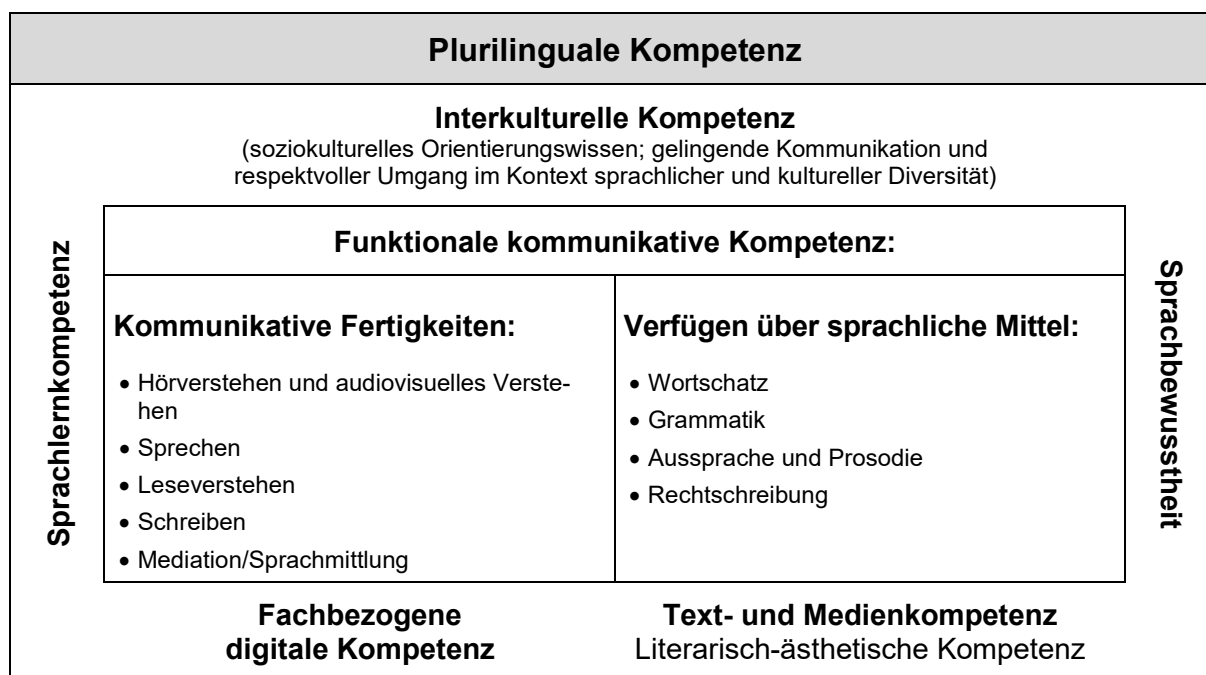 Plurilinguale Kompetenz
Interkulturelle Kompetenz
(soziokulturelles Orientierungswissen; gelingende Kommunikation und
respektvoller Umgang im Kontext sprachlicher und kultureller Diversität)
Sprachlernkompetenz
Funktionale kommunikative Kompetenz:
Kommunikative Fertigkeiten:
• Hörverstehen und audiovisuelles Verste-
hen
• Sprechen
• Leseverstehen
• Schreiben
• Mediation/Sprachmittlung
Verfügen über sprachliche Mittel:
• Wortschatz
• Grammatik
• Aussprache und Prosodie
• Rechtschreibung
Sprachbewusstheit
Fachbezogene
digitale Kompetenz
Text- und Medienkompetenz
Literarisch-ästhetische Kompetenz